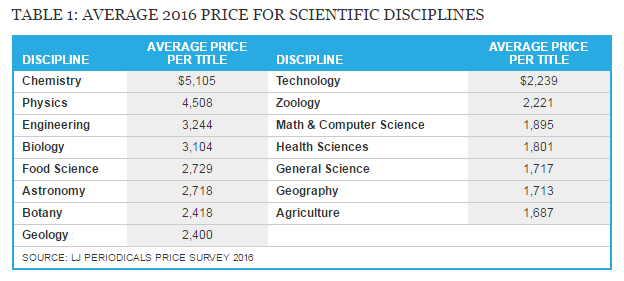 TABLE 1: AVERAGE 2016 PRICE FOR SCIENTIFIC DISCIPLINES
DISCIPLINE AVERAGE PRICE PER TITLE DISCIPLINE AVERAGE PRICE PER TITLE
Chemistry $5,105 Technology $2,239
Physics 4,508 Zoology 2,221
Engineering 3,244 Math & Computer Science 1,895
Biology 3,104 Health Sciences 1,801
Food Science 2,729 General Science 1,717
Astronomy 2,718 Geography 1,713
Botany 2,418 Agriculture 1,687
Geology 2,400
SOURCE: LJ PERIODICALS PRICE SURVEY 2016